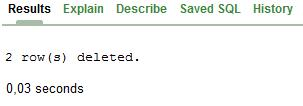 Results Explain Describe Saved SQL History
2 row(s) deleted.
0,03 seconds